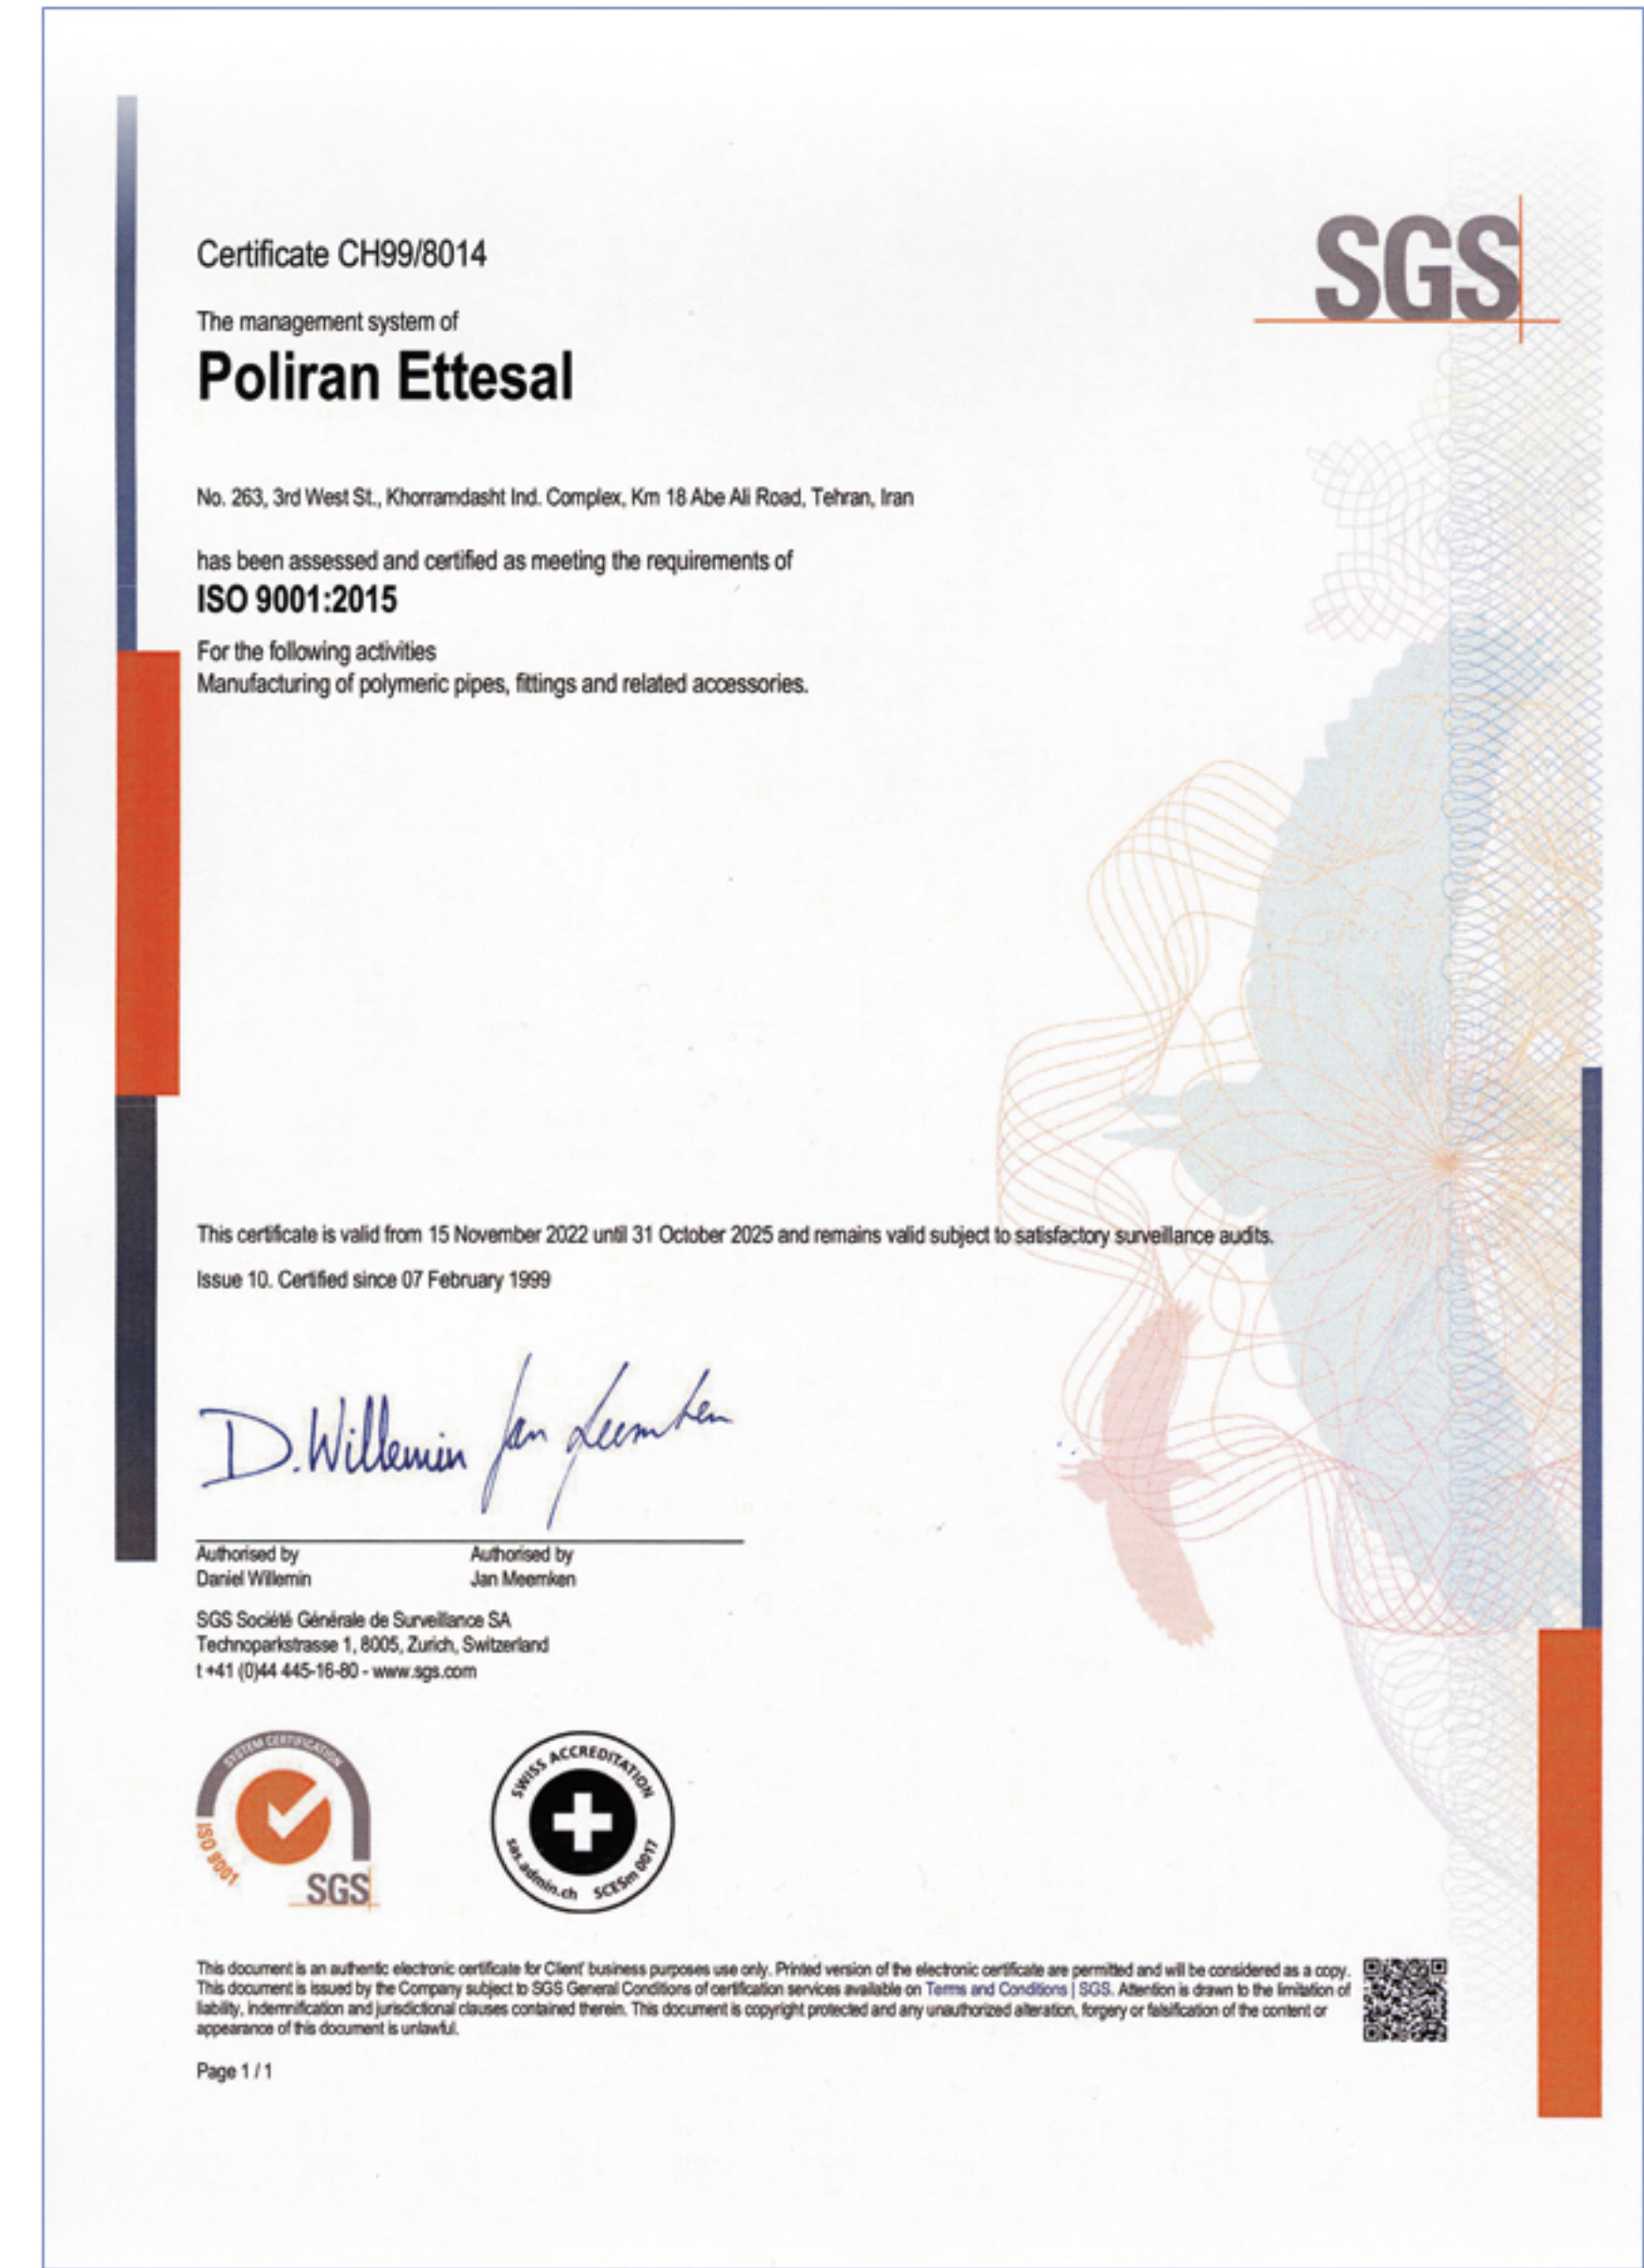 SGS
Certificate CH99/8014
The management system of
Poliran Ettesal
No. 263, 3rd West St., Khorramdasht Ind. Complex, Km 18 Abe Ali Road, Tehran, Iran
has been assessed and certified as meeting the requirements of
ISO 9001:2015
For the following activities
Manufacturing of polymeric pipes, fittings and related accessories.
This certificate is valid from 15 November 2022 until 31 October 2025 and remains valid subject to satisfactory surveillance audits.
Issue 10. Certified since 07 February 1999
D. Willemin Jan Meemken
Authorised by Authorised by
Daniel Willemin Jan Meemken
SGS Société Générale de Surveillance SA
Technoparkstrasse 1, 8005, Zurich, Switzerland
t +41 (0)44 445-16-80 - www.sgs.com
SYSTEM CERTIFICATION
ISO 9001
SGS
SWISS ACCREDITATION
sas.admin.ch SCESm 0017
This document is an authentic electronic certificate for Client' business purposes use only. Printed version of the electronic certificate are permitted and will be considered as a copy.
This document is issued by the Company subject to SGS General Conditions of certification services available on Terms and Conditions | SGS. Attention is drawn to the limitation of
liability, indemnification and jurisdictional clauses contained therein. This document is copyright protected and any unauthorized alteration, forgery or falsification of the content or
appearance of this document is unlawful.
Page 1 / 1